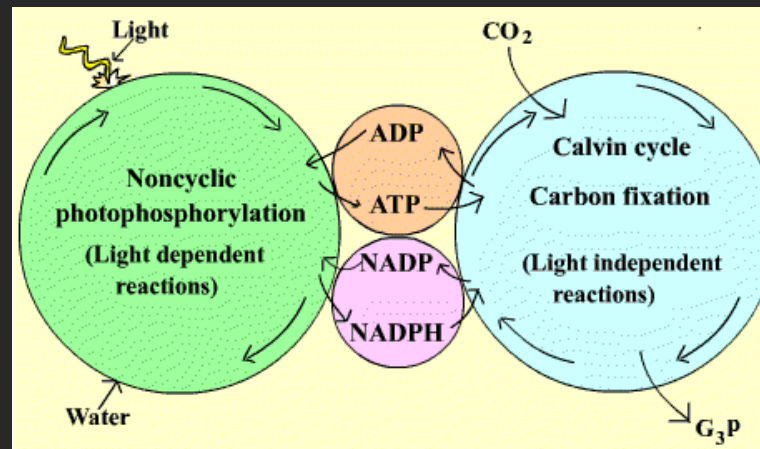 Light
CO₂
ADP
ATP
Noncyclic
photophosphorylation
(Light dependent
reactions)
NADP
NADPH
Calvin cycle
Carbon fixation
(Light independent
reactions)
Water
G₃p